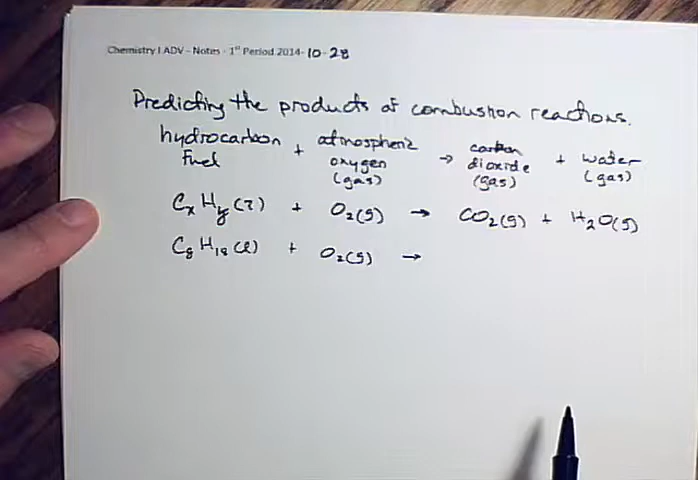 Chemistry I ADV - Notes - 1st Period 2014-10-28
Predicting the products of combustion reactions.
hydrocarbon fuel + atmospheric oxygen (gas) → carbon dioxide (gas) + water (gas)
CxHy(?) + O2(g) → CO2(g) + H2O(g)
C8H18(l) + O2(g) →